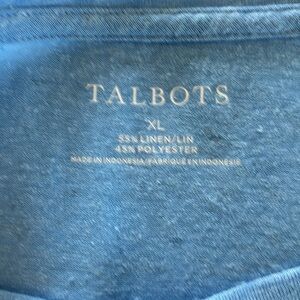 TALBOTS
XL
55% LINEN/LIN
45% POLYESTER
MADE IN INDONESIA/FABRIQUÉ EN INDONÉSIE